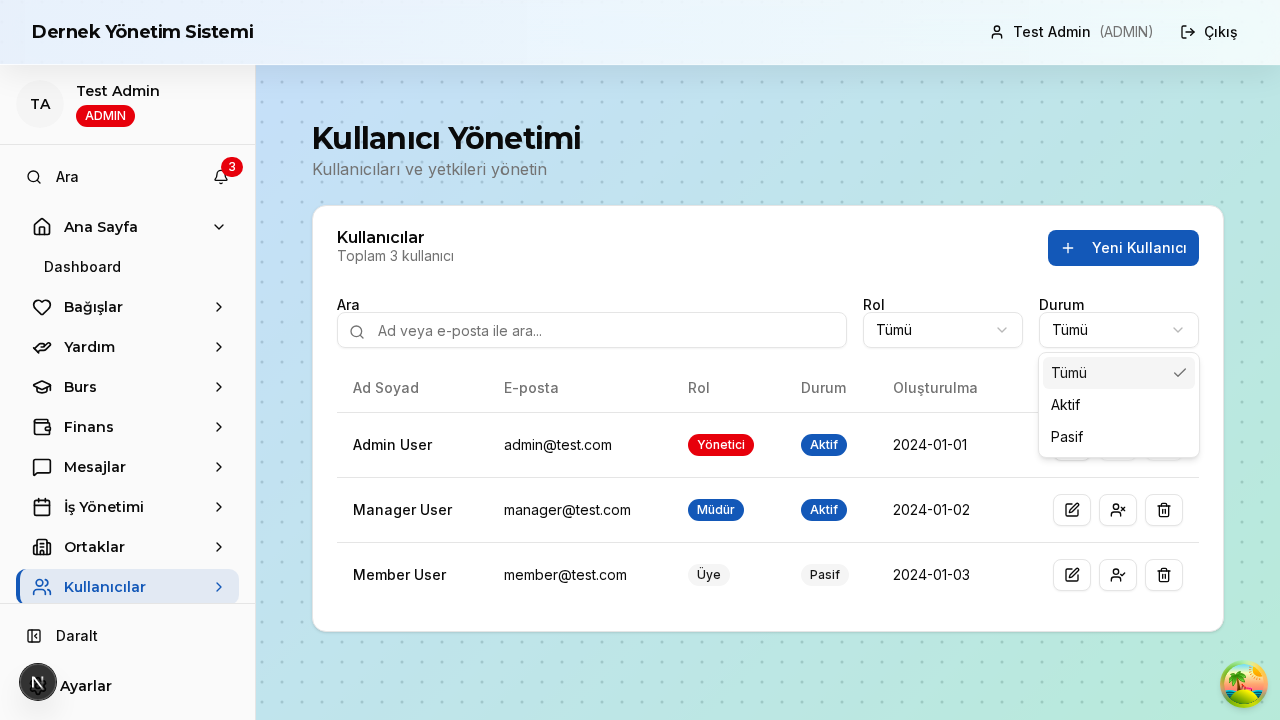 Dernek Yönetim Sistemi
Test Admin (ADMIN)
Çıkış
TA
Test Admin
ADMIN
Ara
3
Ana Sayfa
Dashboard
Bağışlar
Yardım
Burs
Finans
Mesajlar
İş Yönetimi
Ortaklar
Kullanıcılar
Daralt
N
Ayarlar
Kullanıcı Yönetimi
Kullanıcıları ve yetkileri yönetin
Kullanıcılar
Toplam 3 kullanıcı
Yeni Kullanıcı
Ara
Ad veya e-posta ile ara...
Rol
Tümü
Durum
Tümü
Tümü
Aktif
Pasif
Ad Soyad E-posta Rol Durum Oluşturulma
Admin User admin@test.com Yönetici Aktif 2024-01-01
Manager User manager@test.com Müdür Aktif 2024-01-02
Member User member@test.com Üye Pasif 2024-01-03